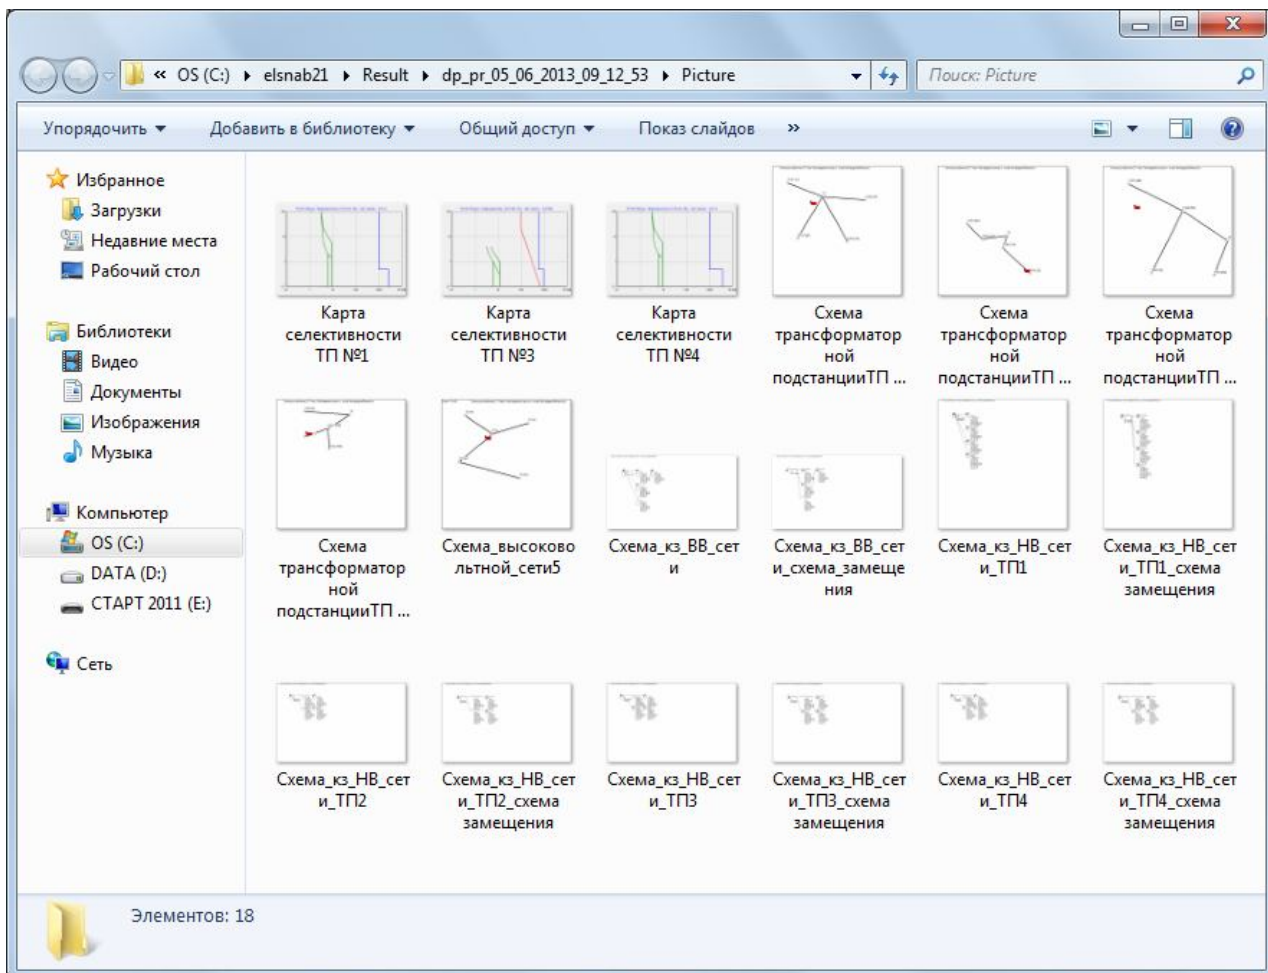 « OS (C:) ▸ elsnab21 ▸ Result ▸ dp_pr_05_06_2013_09_12_53 ▸ Picture
Поиск: Picture
Упорядочить ▼ Добавить в библиотеку ▼ Общий доступ ▼ Показ слайдов »
Избранное
Загрузки
Недавние места
Рабочий стол
Библиотеки
Видео
Документы
Изображения
Музыка
Компьютер
OS (C:)
DATA (D:)
СТАРТ 2011 (E:)
Сеть
Карта
селективности
ТП №1
Карта
селективности
ТП №3
Карта
селективности
ТП №4
Схема
трансформатор
ной
подстанцииТП ...
Схема
трансформатор
ной
подстанцииТП ...
Схема
трансформатор
ной
подстанцииТП ...
Схема
трансформатор
ной
подстанцииТП ...
Схема_высоково
льтной_сети5
Схема_кз_ВВ_сет
и
Схема_кз_ВВ_сет
и_схема_замеще
ния
Схема_кз_НВ_сет
и_ТП1
Схема_кз_НВ_сет
и_ТП1_схема
замещения
Схема_кз_НВ_сет
и_ТП2
Схема_кз_НВ_сет
и_ТП2_схема
замещения
Схема_кз_НВ_сет
и_ТП3
Схема_кз_НВ_сет
и_ТП3_схема
замещения
Схема_кз_НВ_сет
и_ТП4
Схема_кз_НВ_сет
и_ТП4_схема
замещения
Элементов: 18